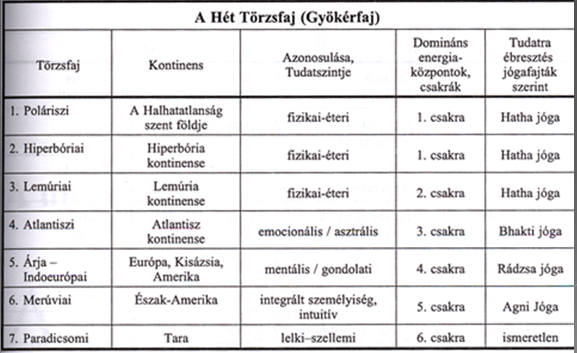 A Hét Törzsfaj (Gyökérfaj)
Törzsfaj | Kontinens | Azonosulása, Tudatszintje | Domináns energia-központok, csakrák | Tudatra ébresztés jógafajták szerint
1. Poláriszi | A Halhatatlanság szent földje | fizikai-éteri | 1. csakra | Hatha jóga
2. Hiperbóriai | Hiperbória kontinense | fizikai-éteri | 1. csakra | Hatha jóga
3. Lemúriai | Lemúria kontinense | fizikai-éteri | 2. csakra | Hatha jóga
4. Atlantiszi | Atlantisz kontinense | emocionális / asztrális | 3. csakra | Bhakti jóga
5. Árja – Indoeurópai | Európa, Kisázsia, Amerika | mentális / gondolati | 4. csakra | Rádzsa jóga
6. Merúviai | Észak-Amerika | integrált személyiség, intuitív | 5. csakra | Agni Jóga
7. Paradicsomi | Tara | lelki–szellemi | 6. csakra | ismeretlen